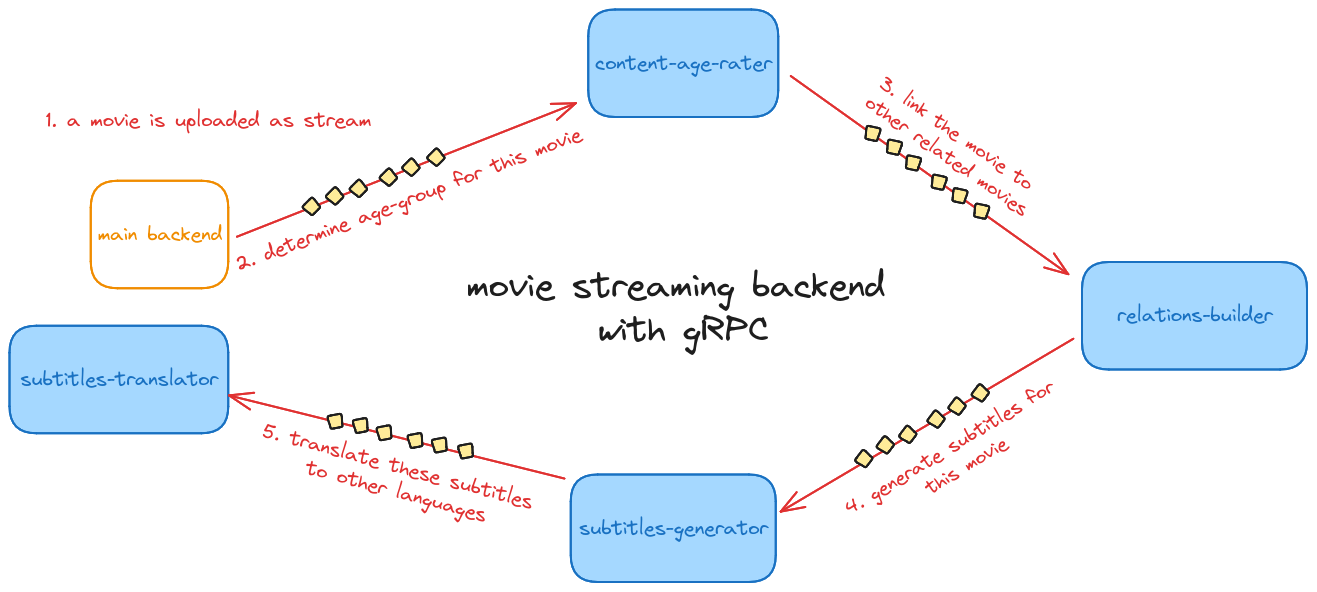 content-age-rater
1. a movie is uploaded as stream
2. determine age-group for this movie
3. link the movie to
other related movies
main backend
movie streaming backend
with gRPC
relations-builder
subtitles-translator
4. generate subtitles for
this movie
5. translate these subtitles
to other languages
subtitles-generator